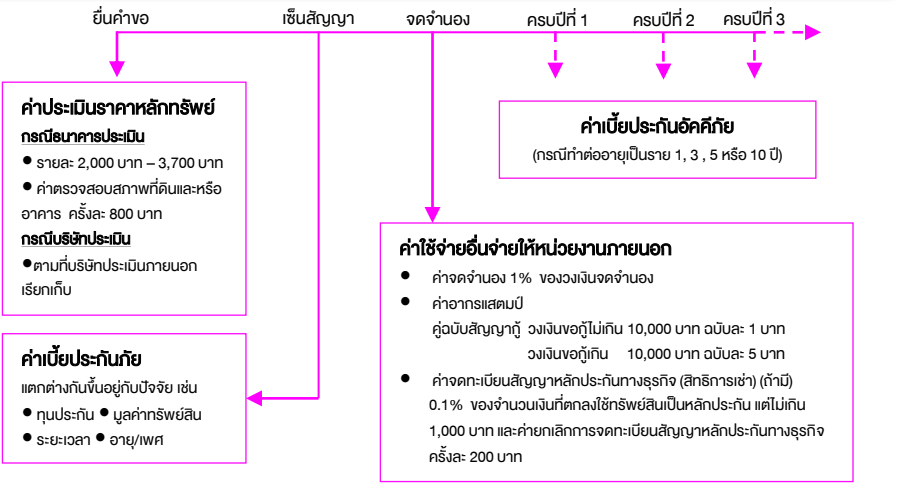 ยื่นคำขอ เซ็นสัญญา จดจำนอง ครบปีที่ 1 ครบปีที่ 2 ครบปีที่ 3
ค่าประเมินราคาหลักทรัพย์
กรณีธนาคารประเมิน
● รายละ 2,000 บาท – 3,700 บาท
● ค่าตรวจสอบสภาพที่ดินและหรือ
อาคาร ครั้งละ 800 บาท
กรณีบริษัทประเมิน
●ตามที่บริษัทประเมินภายนอก
เรียกเก็บ
ค่าเบี้ยประกันอัคคีภัย
(กรณีทำต่ออายุเป็นราย 1, 3 , 5 หรือ 10 ปี)
ค่าใช้จ่ายอื่นจ่ายให้หน่วยงานภายนอก
● ค่าจดจำนอง 1% ของวงเงินจดจำนอง
● ค่าอากรแสตมป์
คู่ฉบับสัญญากู้ วงเงินขอกู้ไม่เกิน 10,000 บาท ฉบับละ 1 บาท
วงเงินขอกู้เกิน 10,000 บาท ฉบับละ 5 บาท
● ค่าจดทะเบียนสัญญาหลักประกันทางธุรกิจ (สิทธิการเช่า) (ถ้ามี)
0.1% ของจำนวนเงินที่ตกลงใช้ทรัพย์สินเป็นหลักประกัน แต่ไม่เกิน
1,000 บาท และค่ายกเลิกการจดทะเบียนสัญญาหลักประกันทางธุรกิจ
ครั้งละ 200 บาท
ค่าเบี้ยประกันภัย
แตกต่างกันขึ้นอยู่กับปัจจัย เช่น
● ทุนประกัน ● มูลค่าทรัพย์สิน
● ระยะเวลา ● อายุ/เพศ